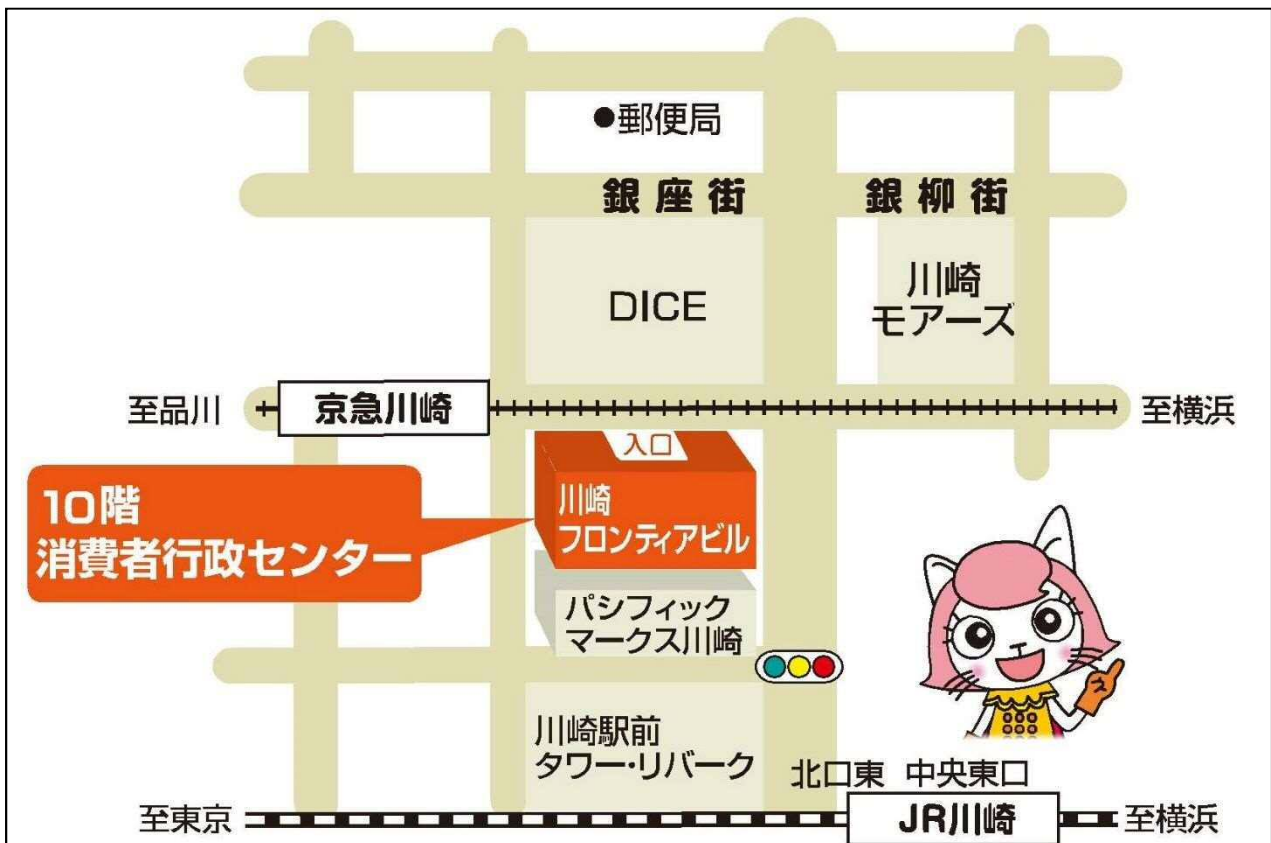 ●郵便局
銀座街
銀柳街
DICE
川崎
モアーズ
至品川
京急川崎
至横浜
入口
川崎
フロンティアビル
10階
消費者行政センター
パシフィック
マークス川崎
川崎駅前
タワー・リバーク
北口東
中央東口
至東京
JR川崎
至横浜